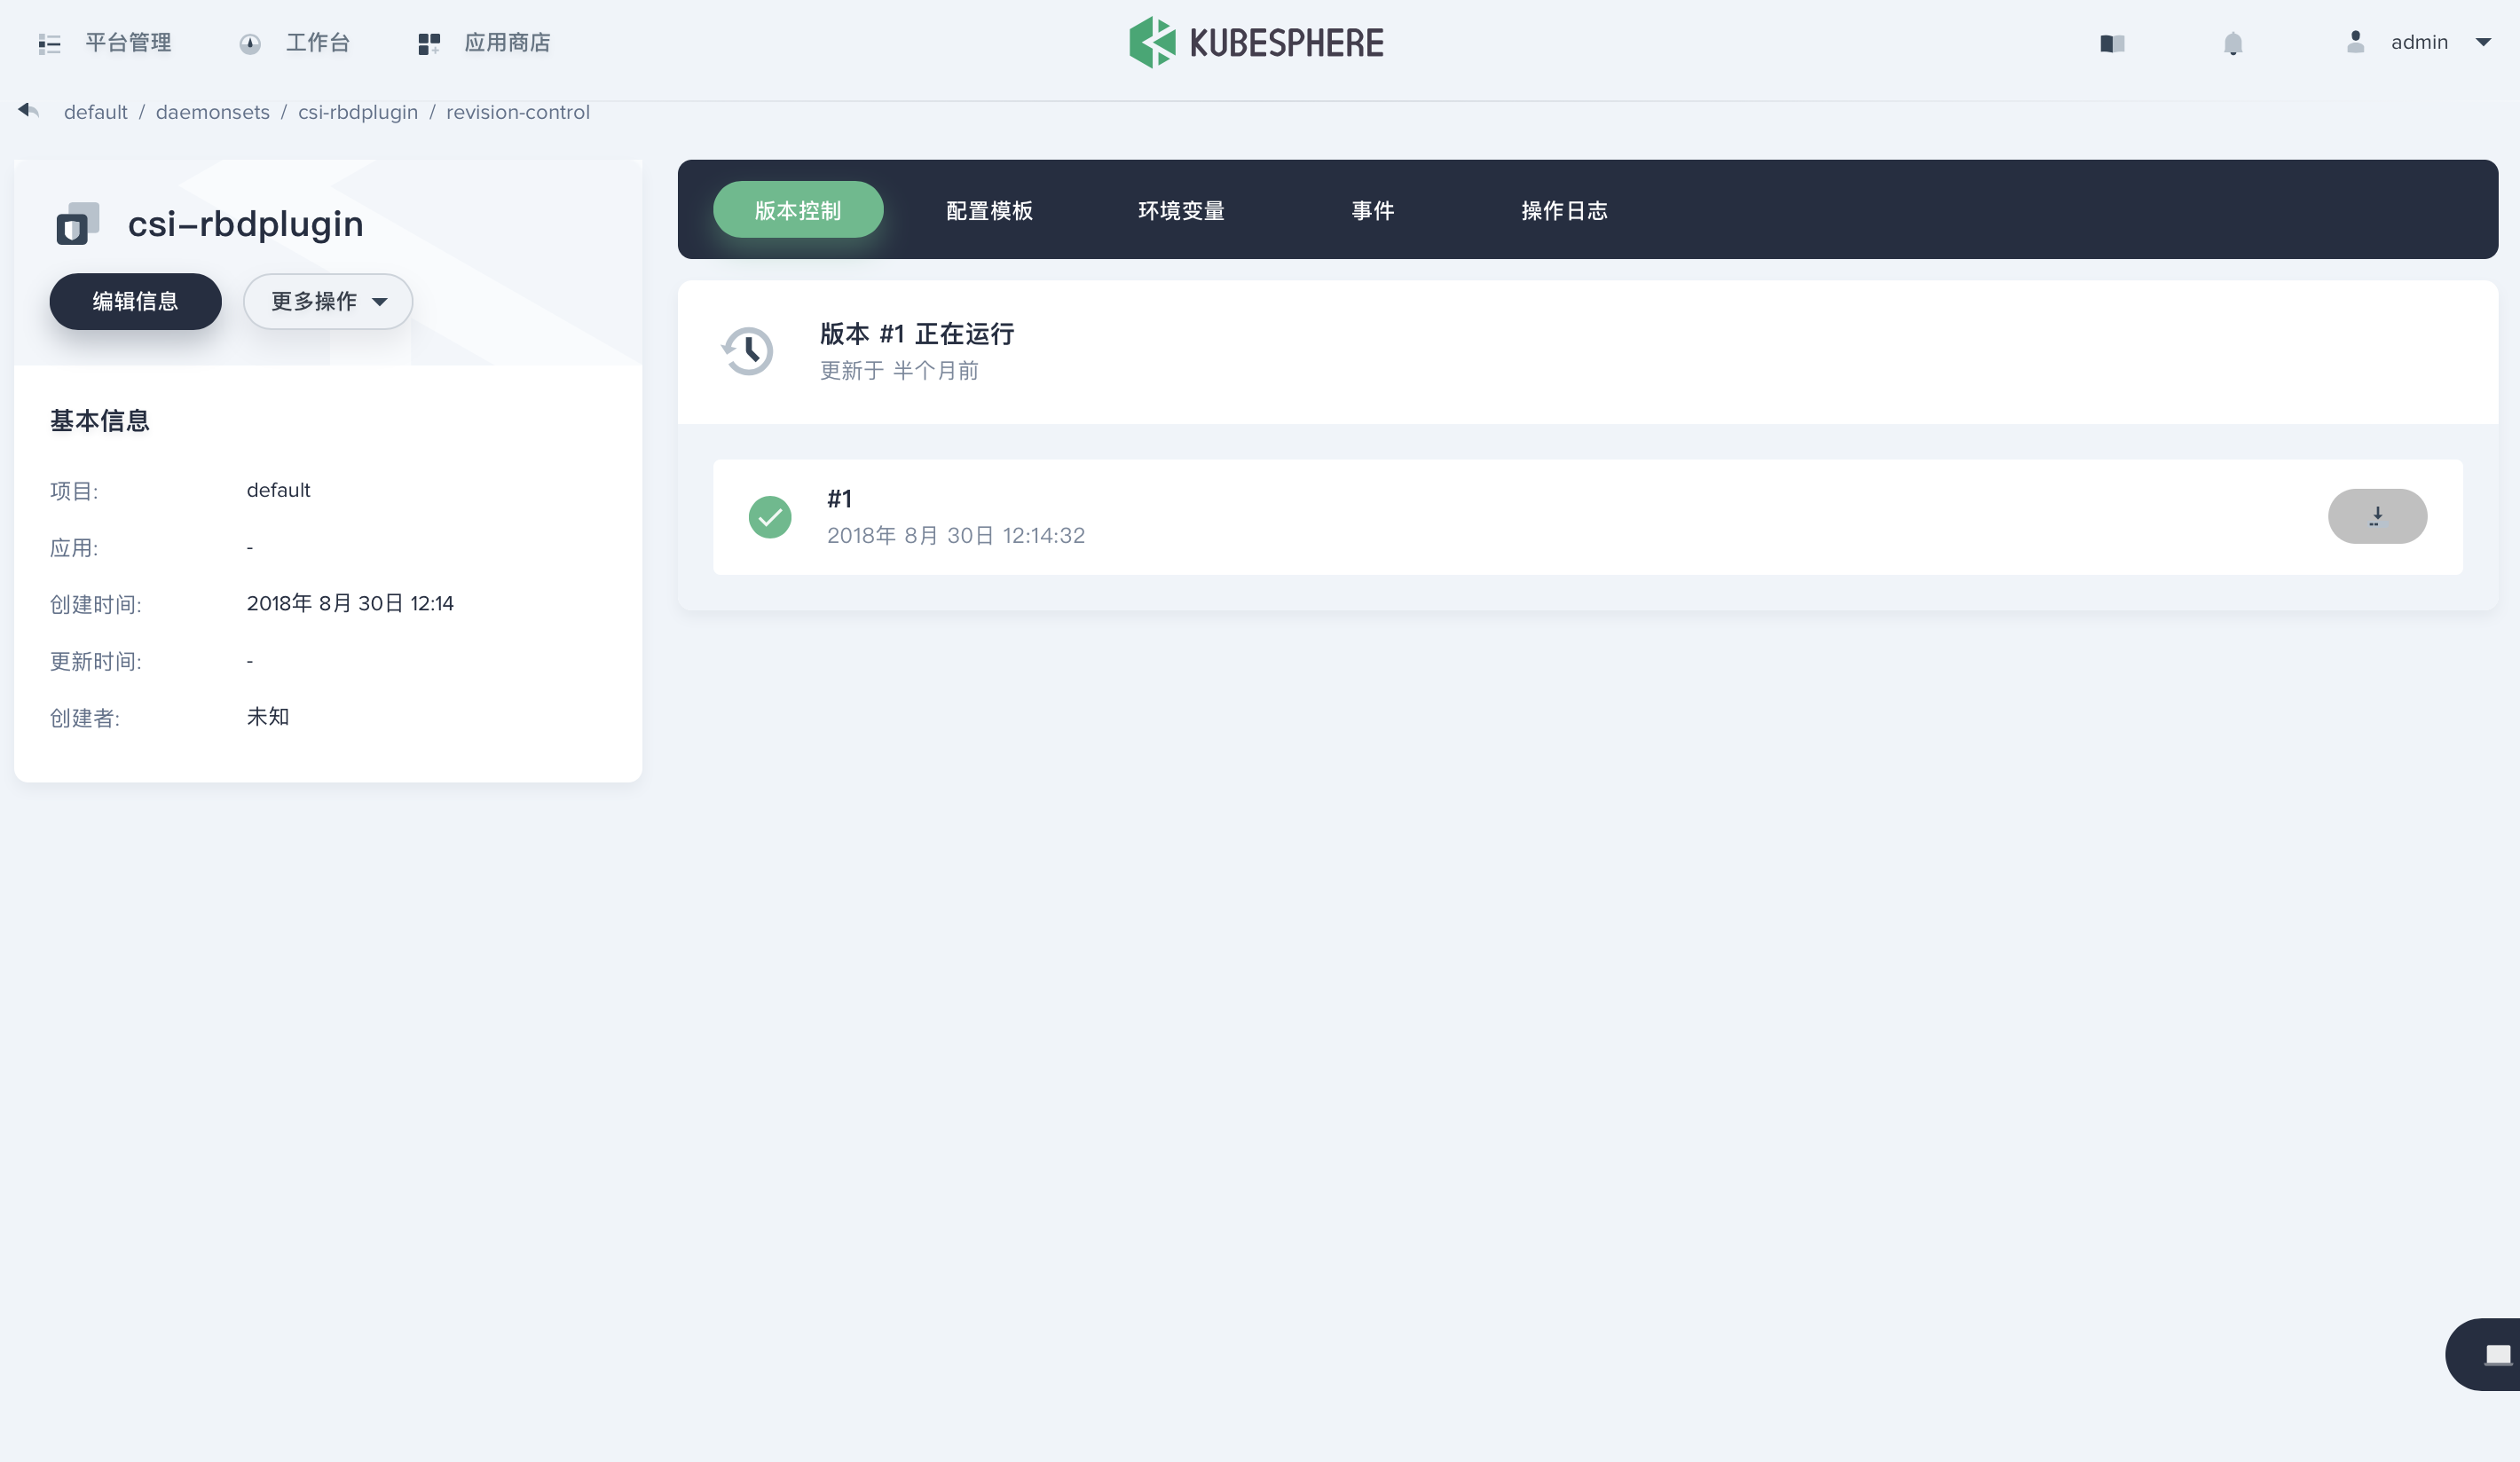 平台管理
工作台
应用商店
KUBESPHERE
admin
default / daemonsets / csi-rbdplugin / revision-control
csi-rbdplugin
编辑信息
更多操作
基本信息
项目: default
应用: -
创建时间: 2018年 8月 30日 12:14
更新时间: -
创建者: 未知
版本控制
配置模板
环境变量
事件
操作日志
版本 #1 正在运行
更新于 半个月前
#1
2018年 8月 30日 12:14:32